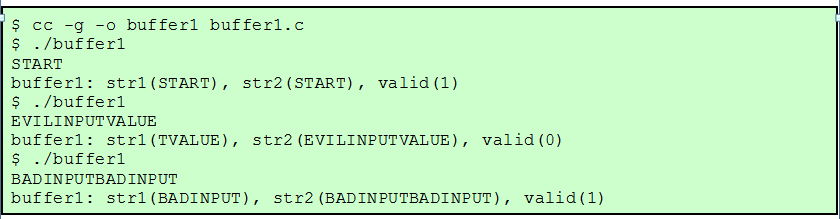 $ cc -g -o buffer1 buffer1.c
$ ./buffer1
START
buffer1: str1(START), str2(START), valid(1)
$ ./buffer1
EVILINPUTVALUE
buffer1: str1(TVALUE), str2(EVILINPUTVALUE), valid(0)
$ ./buffer1
BADINPUTBADINPUT
buffer1: str1(BADINPUT), str2(BADINPUTBADINPUT), valid(1)